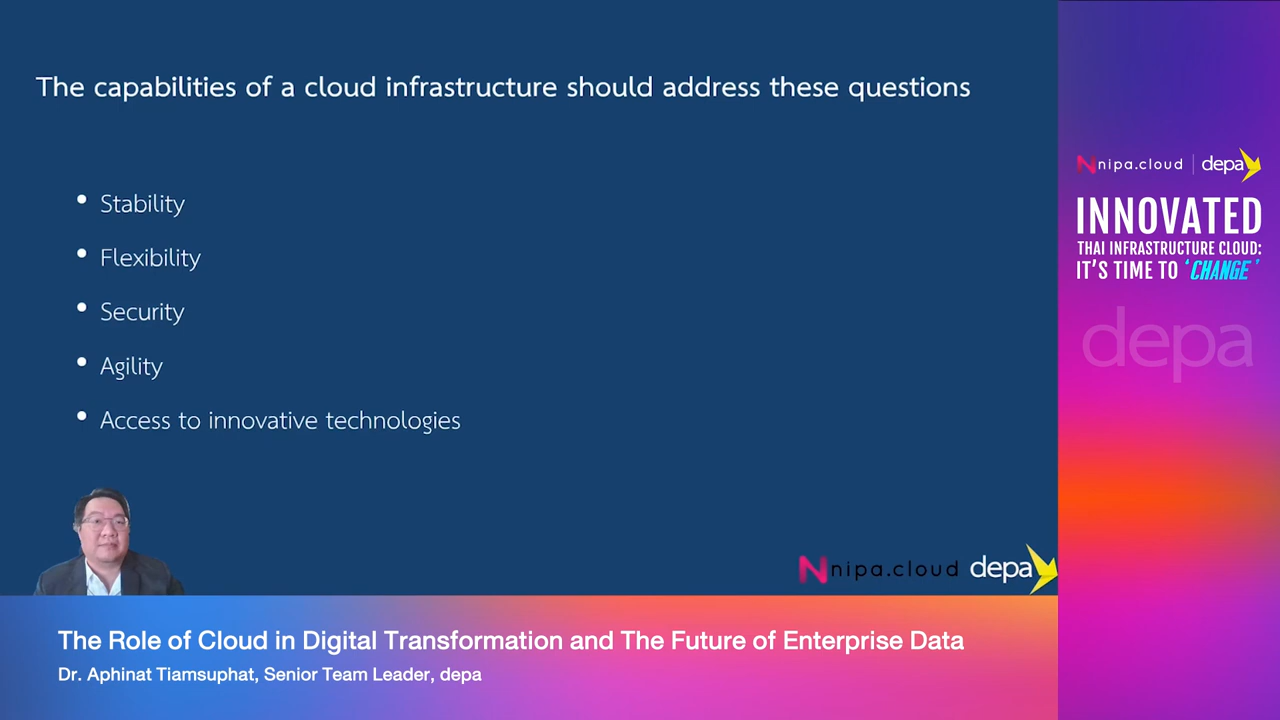 The capabilities of a cloud infrastructure should address these questions
• Stability
• Flexibility
• Security
• Agility
• Access to innovative technologies
nipa.cloud depa
The Role of Cloud in Digital Transformation and The Future of Enterprise Data
Dr. Aphinat Tiamsuphat, Senior Team Leader, depa
nipa.cloud | depa
INNOVATED
THAI INFRASTRUCTURE CLOUD:
IT'S TIME TO 'CHANGE'
depa